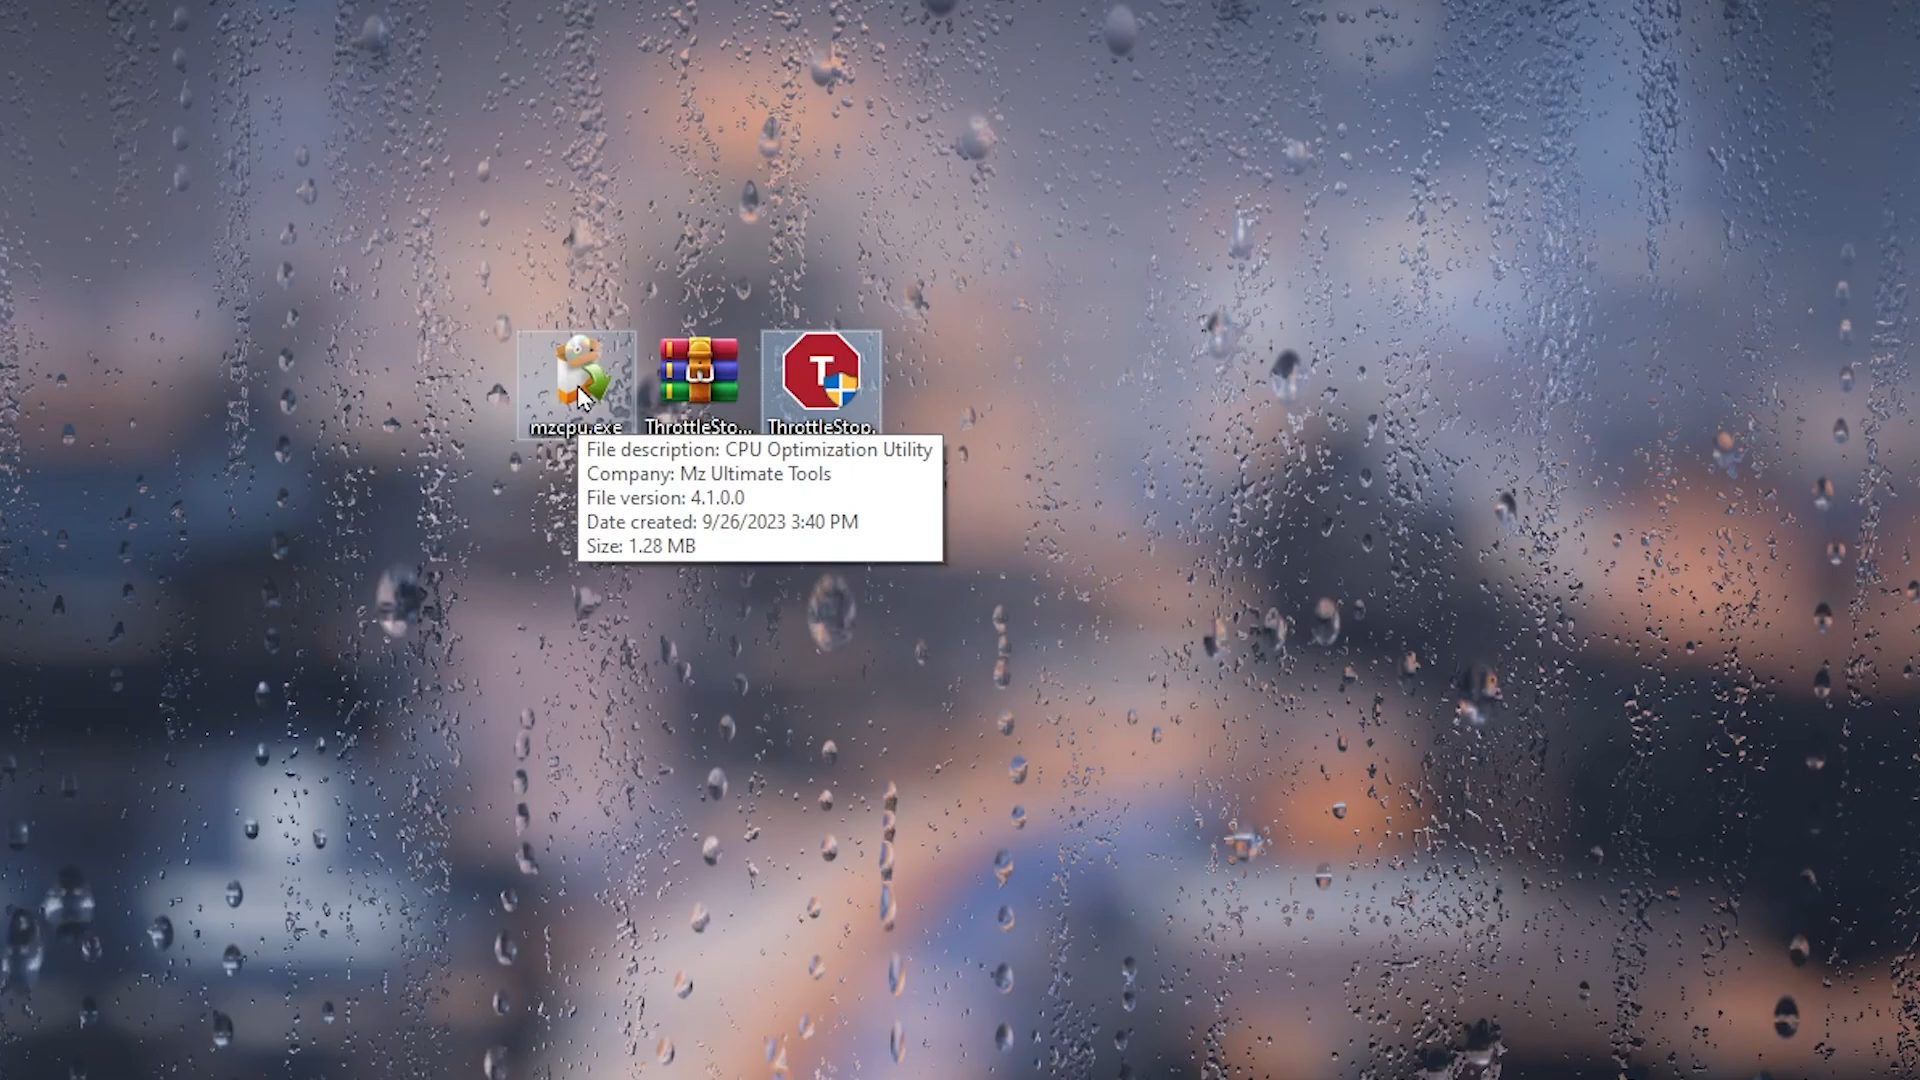 mzcpu.exe
ThrottleSto...
ThrottleStop.
T
File description: CPU Optimization Utility
Company: Mz Ultimate Tools
File version: 4.1.0.0
Date created: 9/26/2023 3:40 PM
Size: 1.28 MB